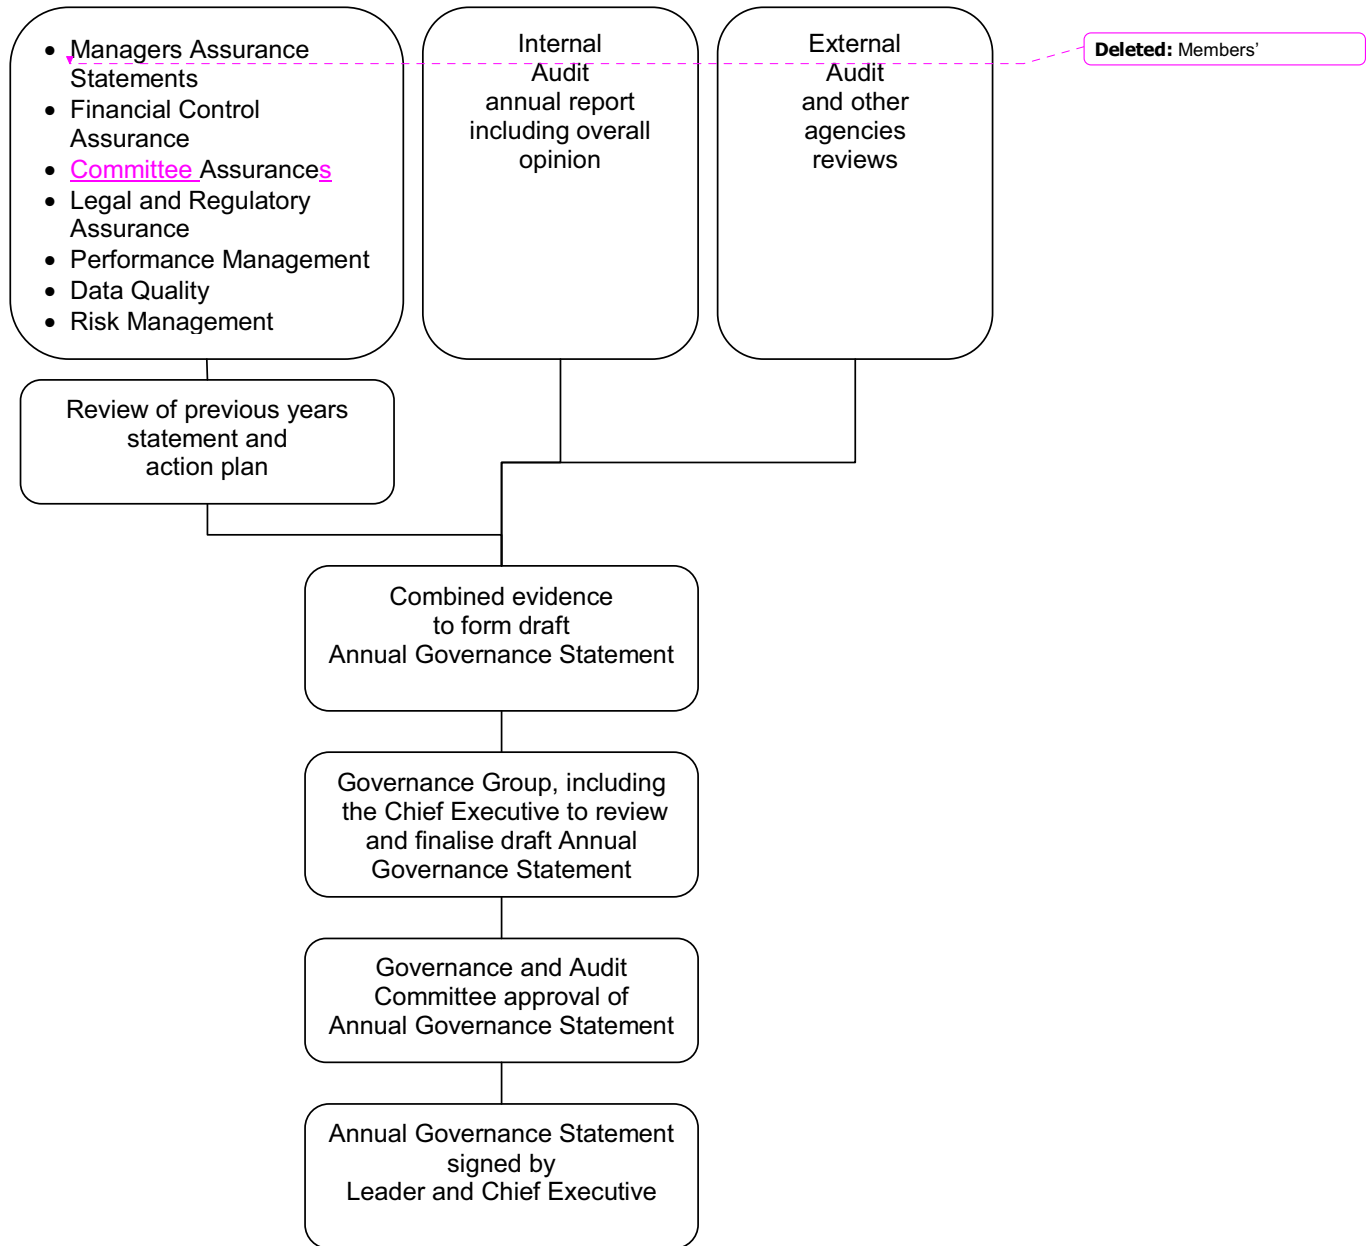 • Managers Assurance
Statements
• Financial Control
Assurance
• Committee Assurances
• Legal and Regulatory
Assurance
• Performance Management
• Data Quality
• Risk Management
Internal
Audit
annual report
including overall
opinion
External
Audit
and other
agencies
reviews
Deleted: Members’
Review of previous years
statement and
action plan
Combined evidence
to form draft
Annual Governance Statement
Governance Group, including
the Chief Executive to review
and finalise draft Annual
Governance Statement
Governance and Audit
Committee approval of
Annual Governance Statement
Annual Governance Statement
signed by
Leader and Chief Executive